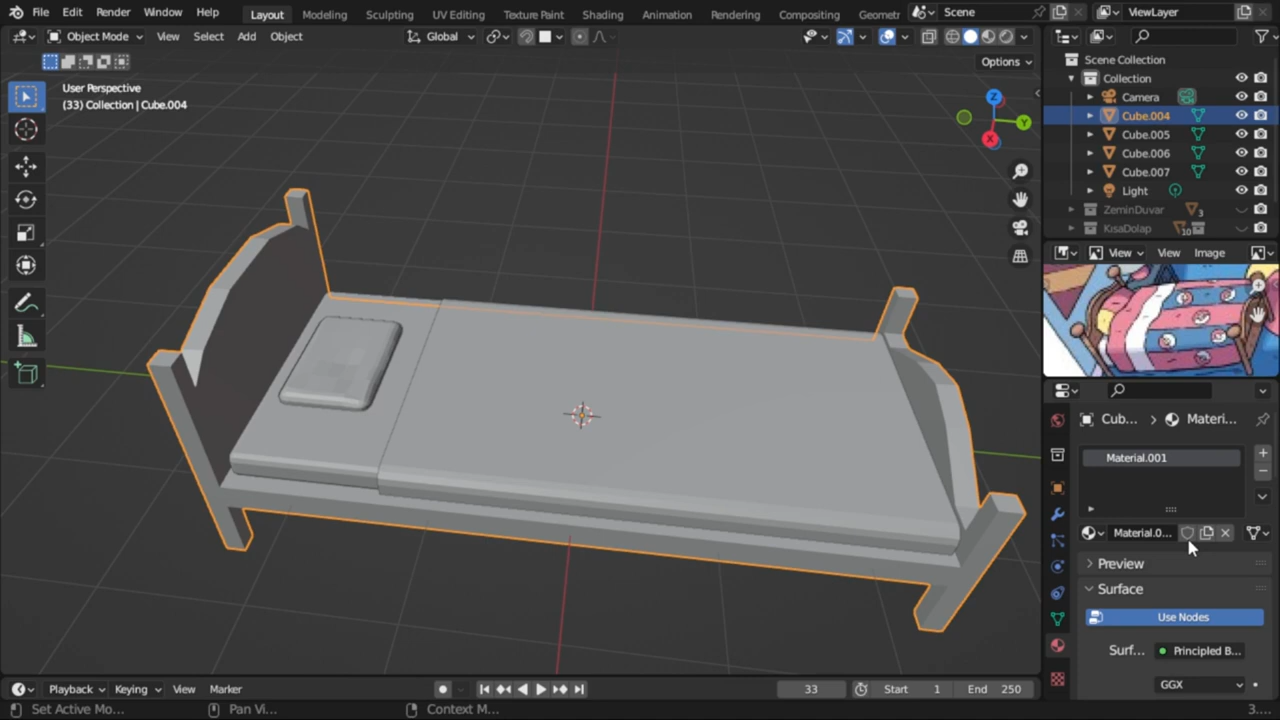 File Edit Render Window Help Layout Modeling Sculpting UV Editing Texture Paint Shading Animation Rendering Compositing Geometr Scene ViewLayer
Object Mode View Select Add Object Global
Options
User Perspective
(33) Collection | Cube.004
Z
Y
X
Scene Collection
Collection
Camera
Cube.004
Cube.005
Cube.006
Cube.007
Light
ZeminDuvar 3
KisaDolap 10
View View Image
Cub... > Materi...
Material.001
Material.0...
Preview
Surface
Use Nodes
Surf... Principled B...
GGX
Playback Keying View Marker 33 Start 1 End 250
Set Active Mo... Pan Vi... Context M... 3....